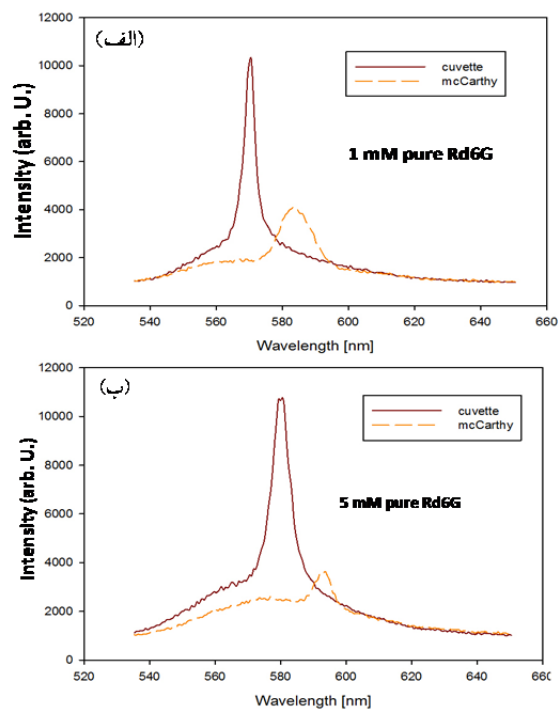 (الف)
12000
10000
8000
6000
4000
2000
0
Intensity (arb. U.)
cuvette
mcCarthy
1 mM pure Rd6G
520 540 560 580 600 620 640 660
Wavelength [nm]
(ب)
12000
10000
8000
6000
4000
2000
0
Intensity (arb. U.)
cuvette
mcCarthy
5 mM pure Rd6G
520 540 560 580 600 620 640 660
Wavelength [nm]